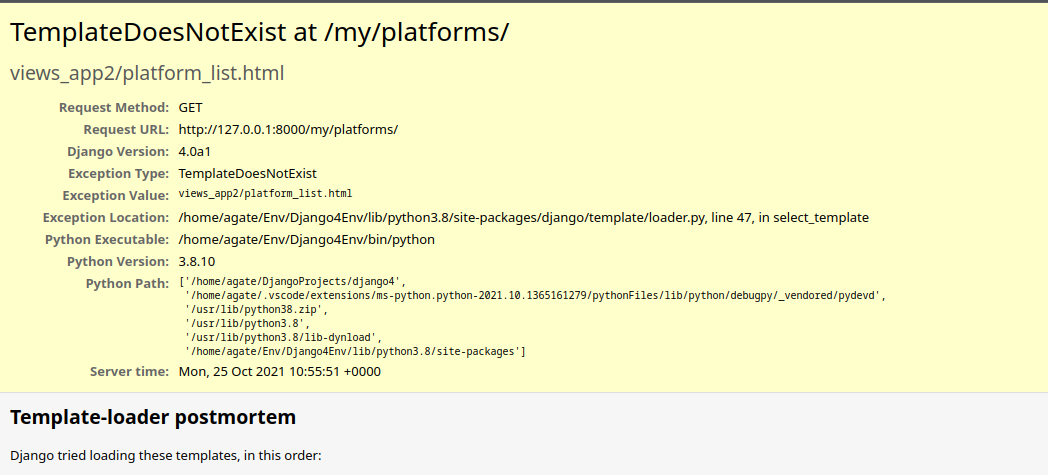 TemplateDoesNotExist at /my/platforms/
views_app2/platform_list.html
Request Method: GET
Request URL: http://127.0.0.1:8000/my/platforms/
Django Version: 4.0a1
Exception Type: TemplateDoesNotExist
Exception Value: views_app2/platform_list.html
Exception Location: /home/agate/Env/Django4Env/lib/python3.8/site-packages/django/template/loader.py, line 47, in select_template
Python Executable: /home/agate/Env/Django4Env/bin/python
Python Version: 3.8.10
Python Path: ['/home/agate/DjangoProjects/django4',
'/home/agate/.vscode/extensions/ms-python.python-2021.10.1365161279/pythonFiles/lib/python/debugpy/_vendored/pydevd',
'/usr/lib/python38.zip',
'/usr/lib/python3.8',
'/usr/lib/python3.8/lib-dynload',
'/home/agate/Env/Django4Env/lib/python3.8/site-packages']
Server time: Mon, 25 Oct 2021 10:55:51 +0000
Template-loader postmortem
Django tried loading these templates, in this order: